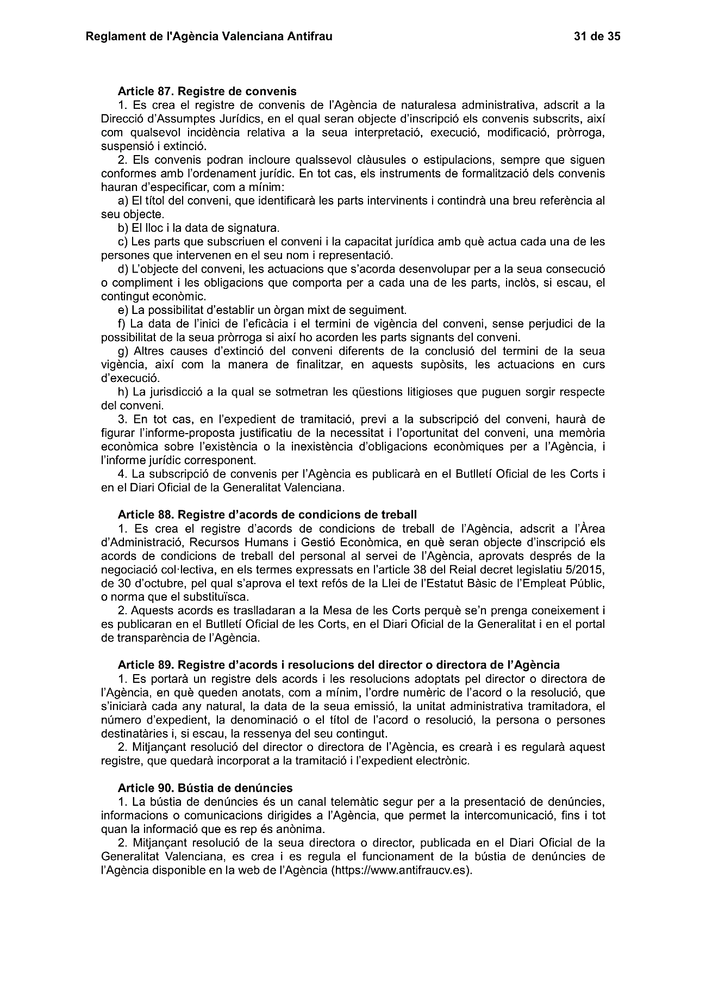 Reglament de l'Agència Valenciana Antifrau 31 de 35
Article 87. Registre de convenis
1. Es crea el registre de convenis de l’Agència de naturalesa administrativa, adscrit a la
Direcció d’Assumptes Jurídics, en el qual seran objecte d’inscripció els convenis subscrits, així
com qualsevol incidència relativa a la seua interpretació, execució, modificació, pròrroga,
suspensió i extinció.
2. Els convenis podran incloure qualssevol clàusules o estipulacions, sempre que siguen
conformes amb l’ordenament jurídic. En tot cas, els instruments de formalització dels convenis
hauran d’especificar, com a mínim:
a) El títol del conveni, que identificarà les parts intervinents i contindrà una breu referència al
seu objecte.
b) El lloc i la data de signatura.
c) Les parts que subscriuen el conveni i la capacitat jurídica amb què actua cada una de les
persones que intervenen en el seu nom i representació.
d) L’objecte del conveni, les actuacions que s’acorda desenvolupar per a la seua consecució
o compliment i les obligacions que comporta per a cada una de les parts, inclòs, si escau, el
contingut econòmic.
e) La possibilitat d’establir un òrgan mixt de seguiment.
f) La data de l’inici de l’eficàcia i el termini de vigència del conveni, sense perjudici de la
possibilitat de la seua pròrroga si així ho acorden les parts signants del conveni.
g) Altres causes d’extinció del conveni diferents de la conclusió del termini de la seua
vigència, així com la manera de finalitzar, en aquests supòsits, les actuacions en curs
d’execució.
h) La jurisdicció a la qual se sotmetran les qüestions litigioses que puguen sorgir respecte
del conveni.
3. En tot cas, en l’expedient de tramitació, previ a la subscripció del conveni, haurà de
figurar l’informe-proposta justificatiu de la necessitat i l’oportunitat del conveni, una memòria
econòmica sobre l’existència o la inexistència d’obligacions econòmiques per a l’Agència, i
l’informe jurídic corresponent.
4. La subscripció de convenis per l’Agència es publicarà en el Butlletí Oficial de les Corts i
en el Diari Oficial de la Generalitat Valenciana.
Article 88. Registre d’acords de condicions de treball
1. Es crea el registre d’acords de condicions de treball de l’Agència, adscrit a l’Àrea
d’Administració, Recursos Humans i Gestió Econòmica, en què seran objecte d’inscripció els
acords de condicions de treball del personal al servei de l’Agència, aprovats després de la
negociació col·lectiva, en els termes expressats en l’article 38 del Reial decret legislatiu 5/2015,
de 30 d’octubre, pel qual s’aprova el text refós de la Llei de l’Estatut Bàsic de l’Empleat Públic,
o norma que el substituïsca.
2. Aquests acords es traslladaran a la Mesa de les Corts perquè se’n prenga coneixement i
es publicaran en el Butlletí Oficial de les Corts, en el Diari Oficial de la Generalitat i en el portal
de transparència de l’Agència.
Article 89. Registre d’acords i resolucions del director o directora de l’Agència
1. Es portarà un registre dels acords i les resolucions adoptats pel director o directora de
l’Agència, en què queden anotats, com a mínim, l’ordre numèric de l’acord o la resolució, que
s’iniciarà cada any natural, la data de la seua emissió, la unitat administrativa tramitadora, el
número d’expedient, la denominació o el títol de l’acord o resolució, la persona o persones
destinatàries i, si escau, la ressenya del seu contingut.
2. Mitjançant resolució del director o directora de l’Agència, es crearà i es regularà aquest
registre, que quedarà incorporat a la tramitació i l’expedient electrònic.
Article 90. Bústia de denúncies
1. La bústia de denúncies és un canal telemàtic segur per a la presentació de denúncies,
informacions o comunicacions dirigides a l’Agència, que permet la intercomunicació, fins i tot
quan la informació que es rep és anònima.
2. Mitjançant resolució de la seua directora o director, publicada en el Diari Oficial de la
Generalitat Valenciana, es crea i es regula el funcionament de la bústia de denúncies de
l’Agència disponible en la web de l’Agència (https://www.antifraucv.es).